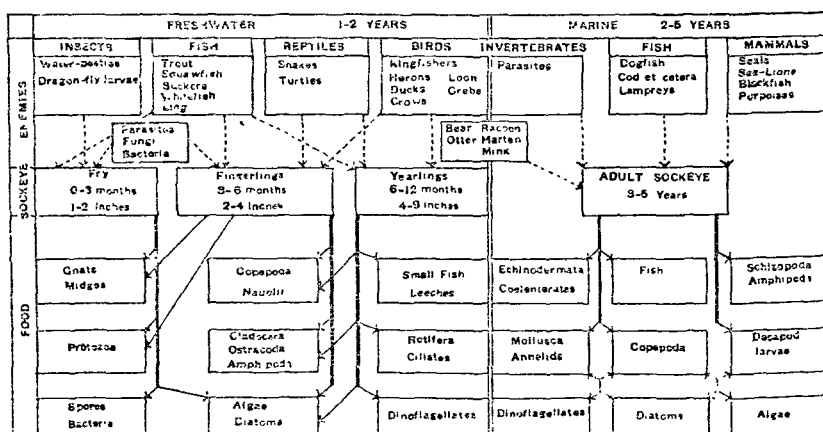 FRESHWATER 1-2 YEARS
MARINE 2-5 YEARS
ENEMIES
SOCKEYE
FOOD
INSECTS
Water-beetles
Dragon-fly larvae
FISH
Trout
Squawfish
Suckers
Whitefish
Ling
REPTILES
Snakes
Turtles
BIRDS
Kingfishers
Herons Loon
Ducks Grebe
Crows
INVERTEBRATES
Parasites
FISH
Dogfish
Cod et cetera
Lampreys
MAMMALS
Seals
Sea-Lions
Blackfish
Porpoises
Parasites
Fungi
Bacteria
Bear Racoon
Otter Marten
Mink
Fry
0-3 months
1-2 inches
Fingerlings
3-6 months
2-4 inches
Yearlings
6-12 months
4-9 inches
ADULT SOCKEYE
3-5 Years
Gnats
Midges
Copepoda
Nauplii
Small Fish
Leeches
Echinodermata
Coelenterates
Fish
Schizopoda
Amphipods
Protozoa
Cladocera
Ostracoda
Amphipods
Rotifera
Ciliates
Mollusca
Annelids
Copepoda
Decapod
larvae
Spores
Bacteria
Algae
Diatoms
Dinoflagellates
Dinoflagellates
Diatoms
Algae